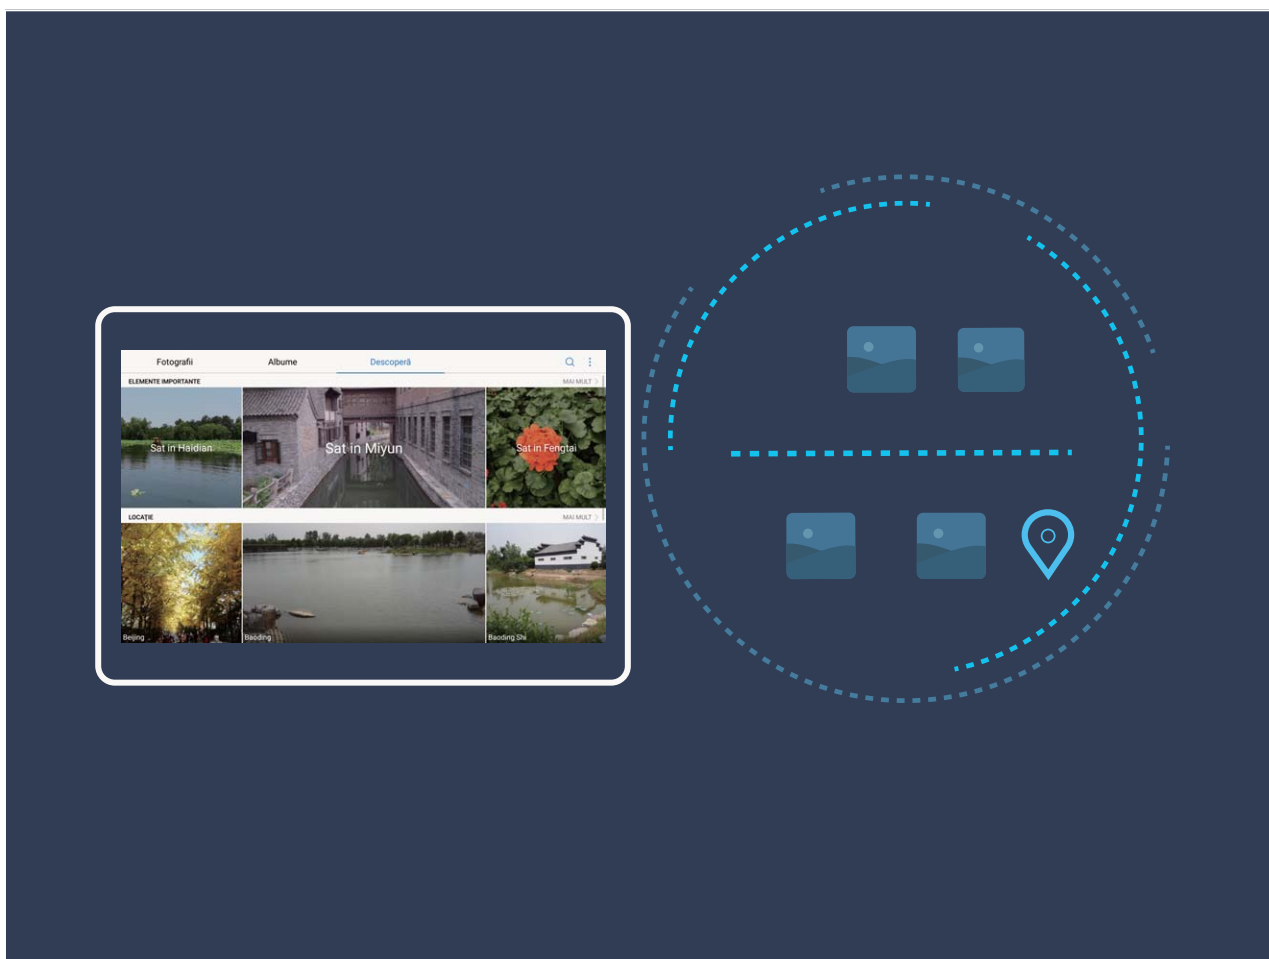 Fotografii Albume Descoperă
ELEMENTE IMPORTANTE MAI MULT
Sat in Haidian Sat in Miyun Sat in Fengtai
LOCAȚIE MAI MULT
Beijing Baoding Baoding Shi